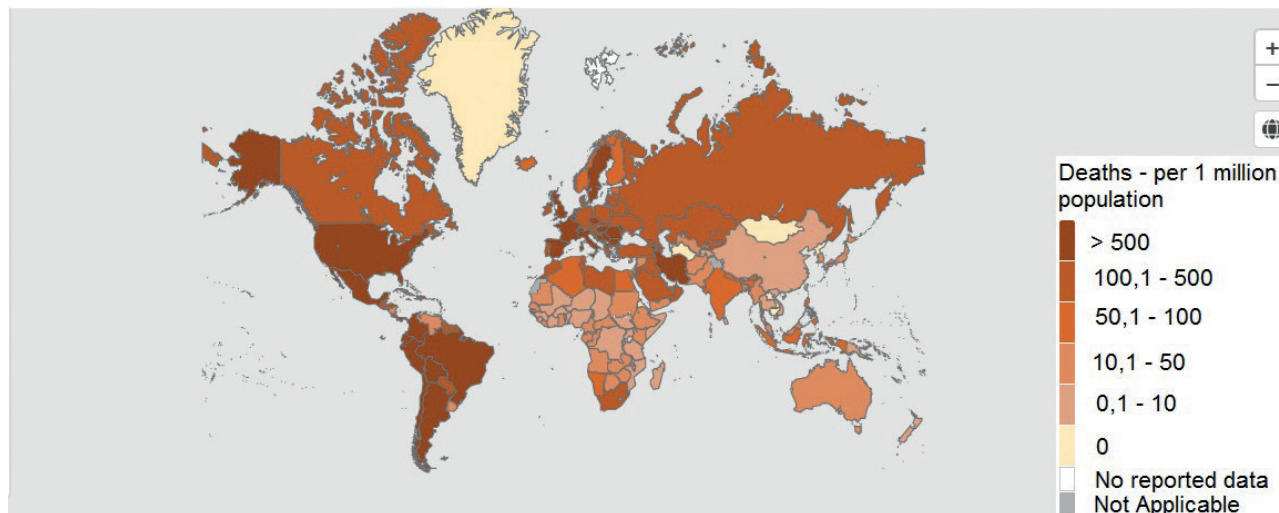 +
−
Deaths - per 1 million
population
> 500
100,1 - 500
50,1 - 100
10,1 - 50
0,1 - 10
0
No reported data
Not Applicable